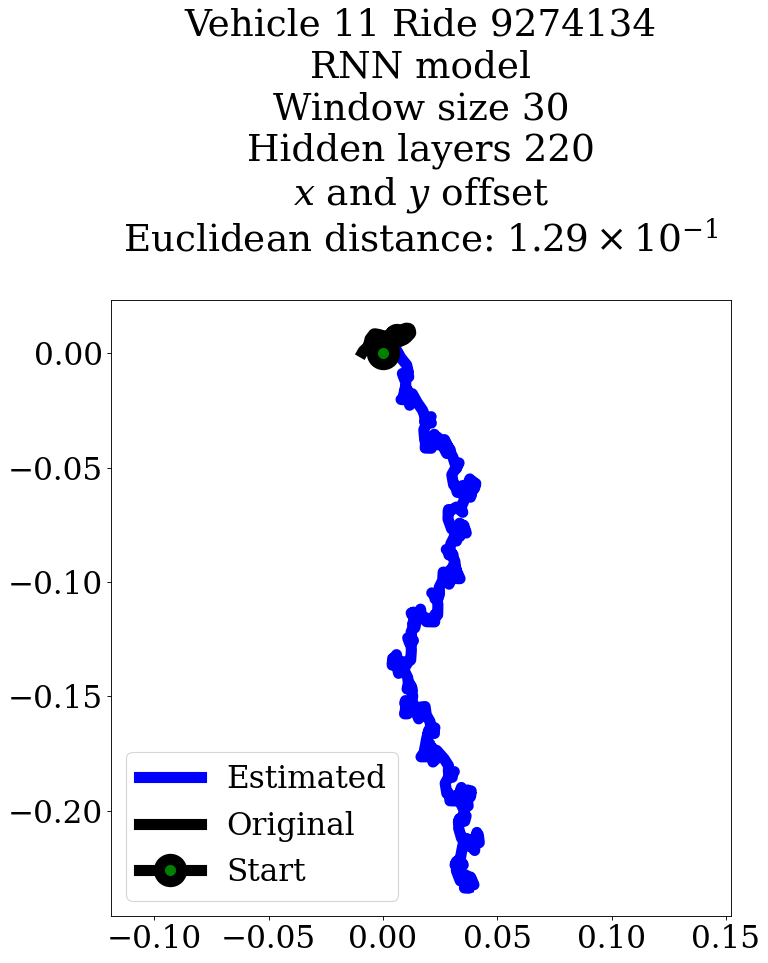 Vehicle 11 Ride 9274134
RNN model
Window size 30
Hidden layers 220
x and y offset
Euclidean distance: 1.29 × 10⁻¹
0.00
−0.05
−0.10
−0.15
−0.20
Estimated
Original
Start
−0.10 −0.05 0.00 0.05 0.10 0.15